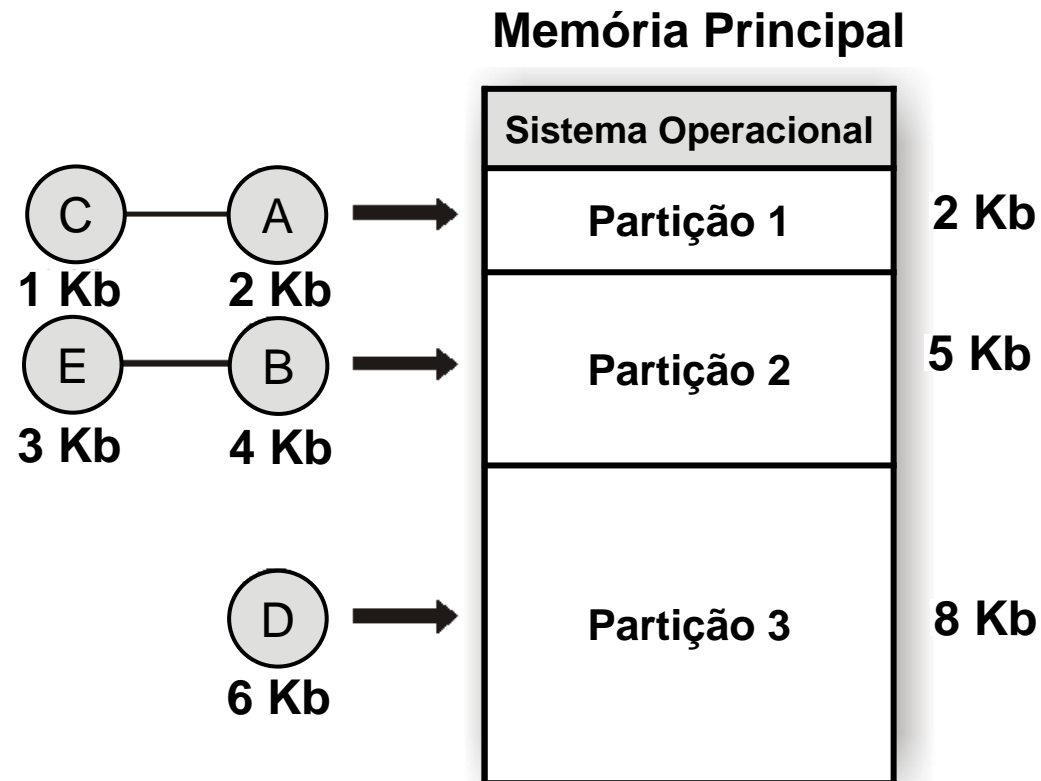 Memória Principal
Sistema Operacional
C
A
Partição 1
2 Kb
1 Kb
2 Kb
E
B
Partição 2
5 Kb
3 Kb
4 Kb
D
Partição 3
8 Kb
6 Kb